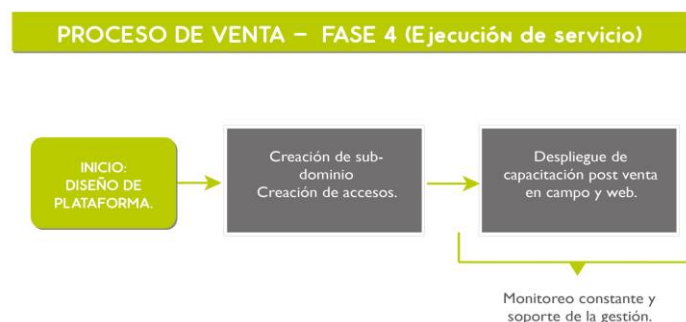 PROCESO DE VENTA – FASE 4 (Ejecución de servicio)
INICIO:
DISEÑO DE
PLATAFORMA.
Creación de sub-
dominio
Creación de accesos.
Despliegue de
capacitación post venta
en campo y web.
Monitoreo constante y
soporte de la gestión.